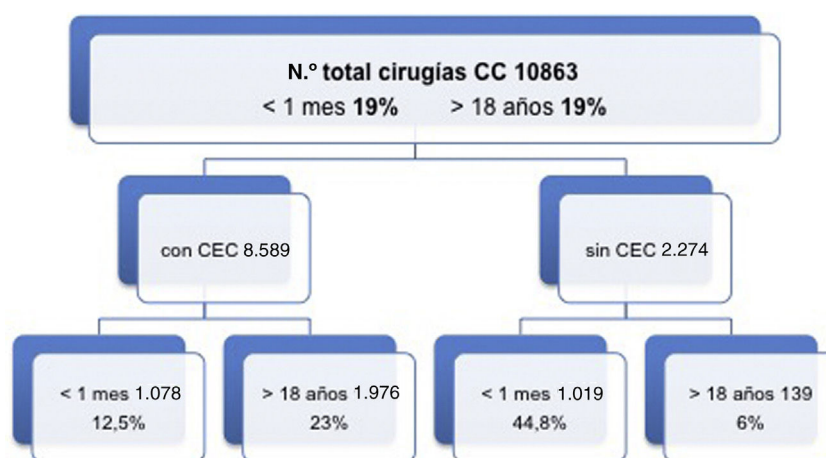 N.º total cirugías CC 10863
< 1 mes 19% > 18 años 19%
con CEC 8.589
sin CEC 2.274
< 1 mes 1.078
12,5%
> 18 años 1.976
23%
< 1 mes 1.019
44,8%
> 18 años 139
6%